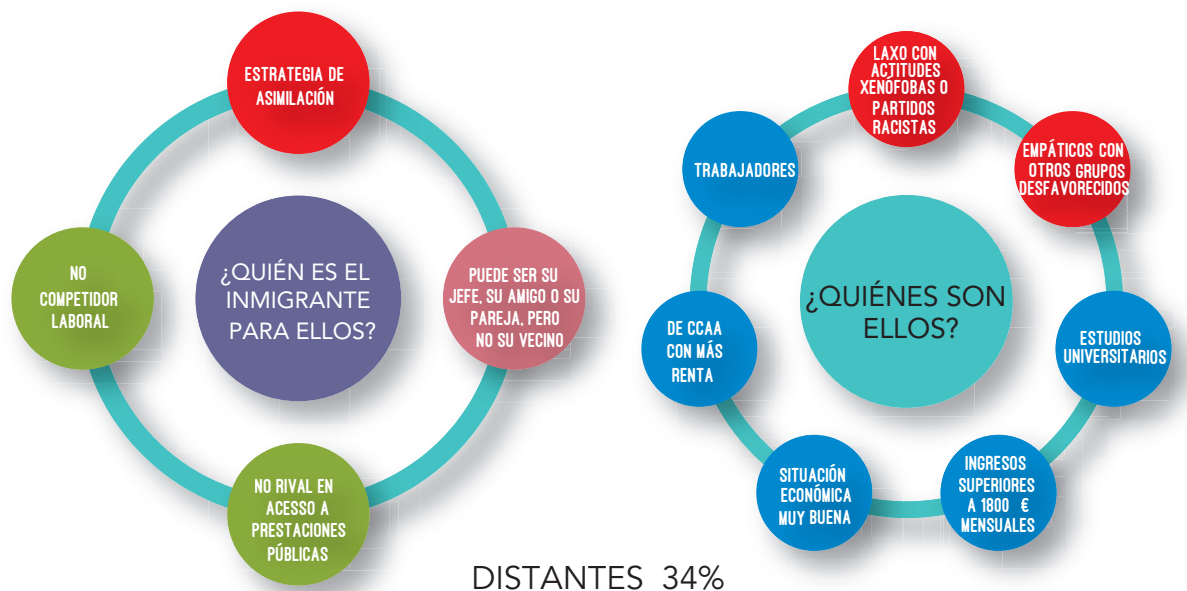 ESTRATEGIA DE
ASIMILACIÓN
NO
COMPETIDOR
LABORAL
¿QUIÉN ES EL
INMIGRANTE
PARA ELLOS?
PUEDE SER SU
JEFE, SU AMIGO O SU
PAREJA, PERO
NO SU VECINO
NO RIVAL EN
ACESO A
PRESTACIONES
PÚBLICAS
LAXO CON
ACTITUDES
XENÓFOBAS O
PARTIDOS
RACISTAS
TRABAJADORES
EMPÁTICOS CON
OTROS GRUPOS
DESFAVORECIDOS
¿QUIÉNES SON
ELLOS?
DE CCAA
CON MÁS
RENTA
ESTUDIOS
UNIVERSITARIOS
SITUACIÓN
ECONÓMICA
MUY BUENA
INGRESOS
SUPERIORES
A 1800 €
MENSUALES
DISTANTES 34%